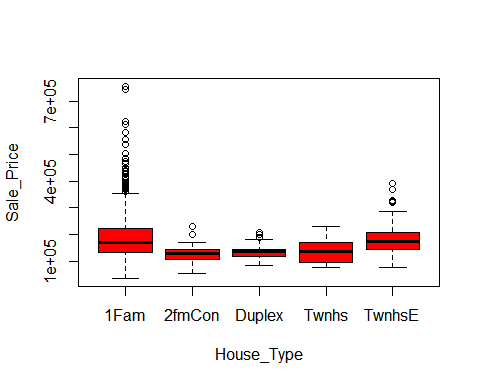 Sale_Price
7e+05
4e+05
1e+05
1Fam 2fmCon Duplex Twnhs TwnhsE
House_Type